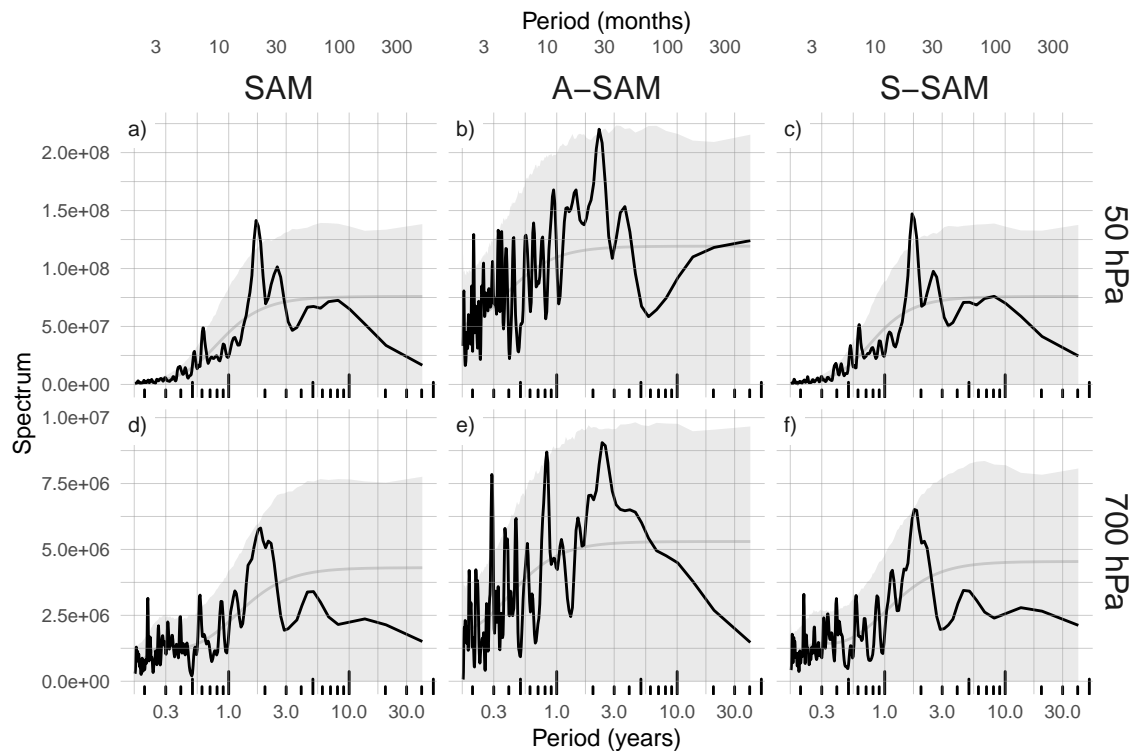 Period (months)
3 10 30 100 300 3 10 30 100 300 3 10 30 100 300
SAM A−SAM S−SAM
a) b) c)
2.0e+08
1.5e+08
1.0e+08
5.0e+07
0.0e+00
50 hPa
Spectrum
d) e) f)
1.0e+07
7.5e+06
5.0e+06
2.5e+06
0.0e+00
700 hPa
0.3 1.0 3.0 10.0 30.0 0.3 1.0 3.0 10.0 30.0 0.3 1.0 3.0 10.0 30.0
Period (years)